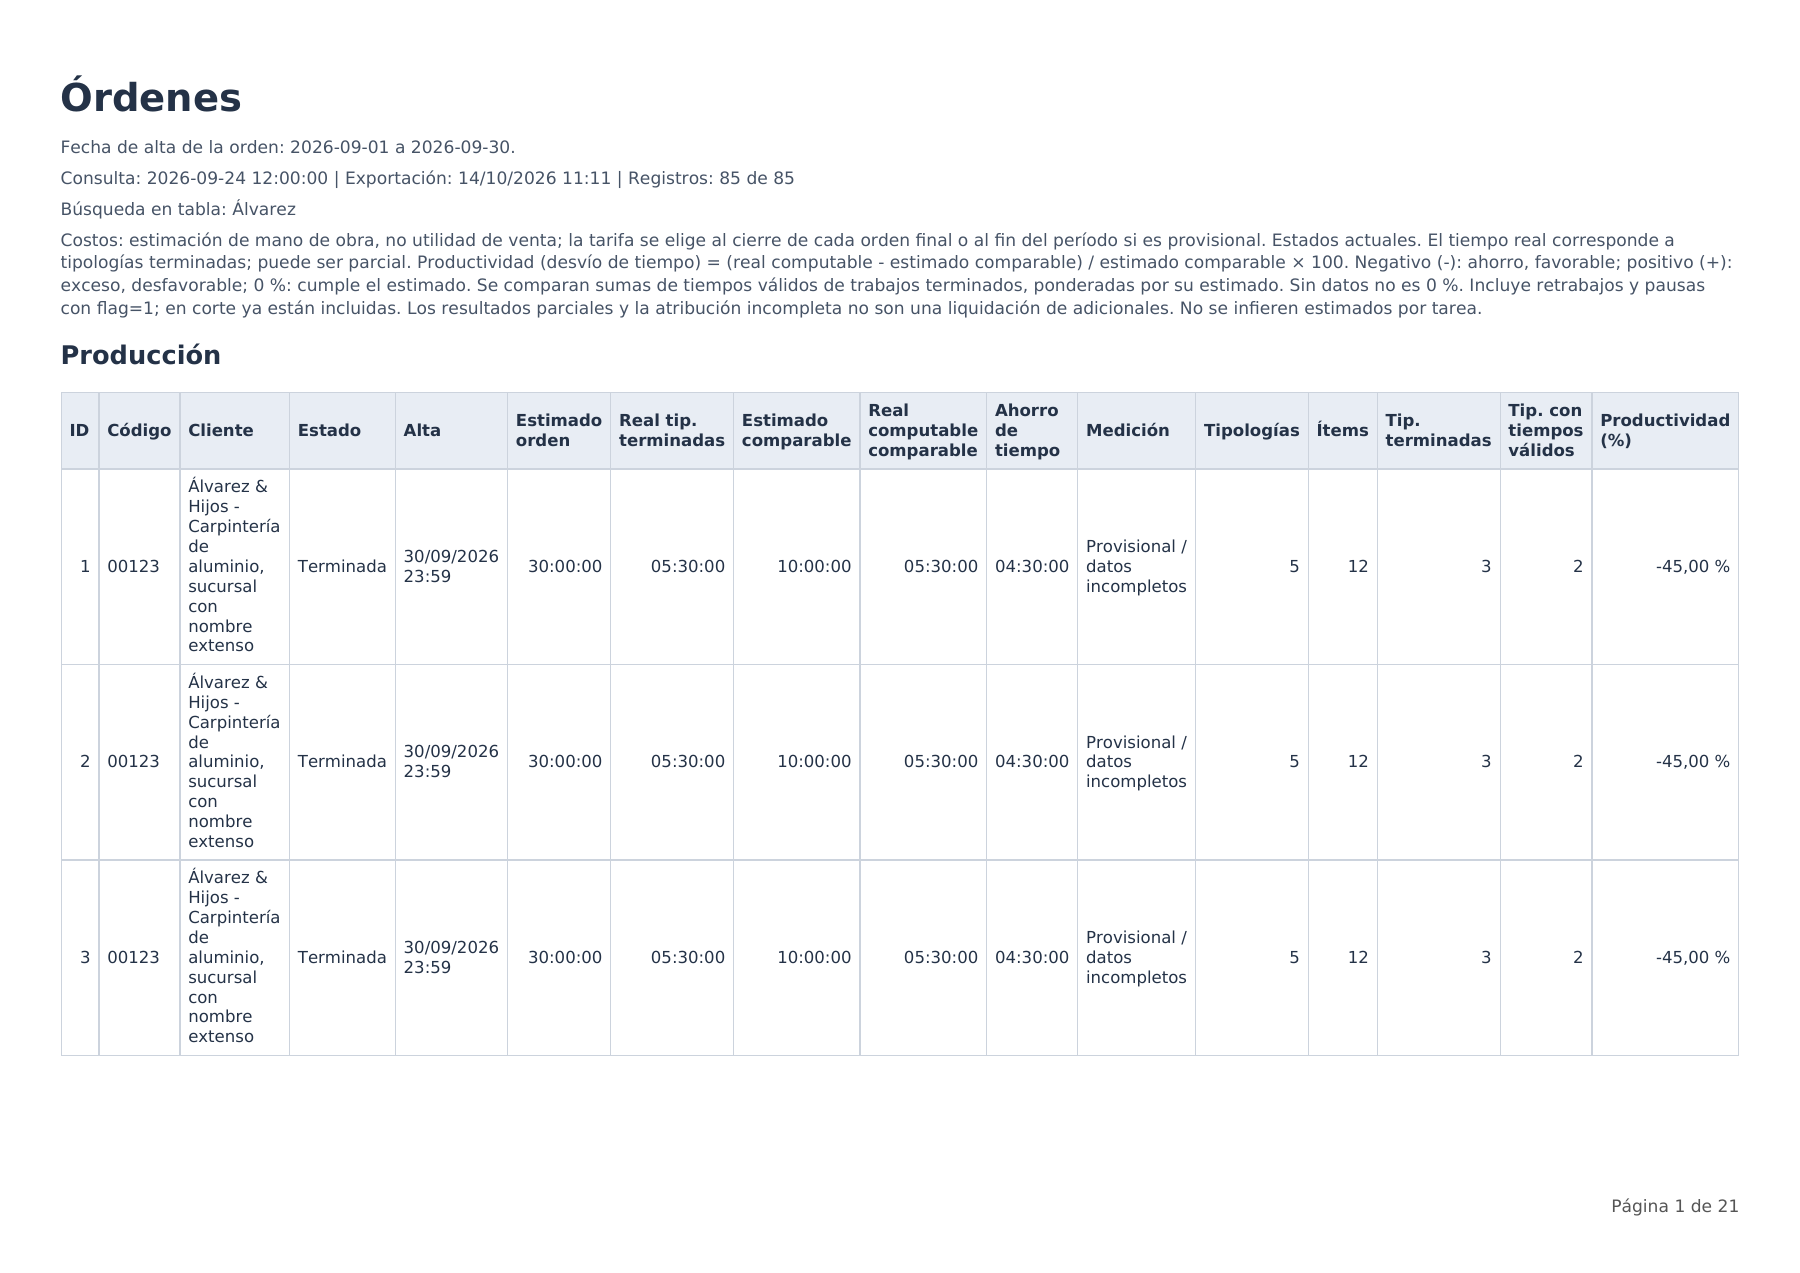 Órdenes
Fecha de alta de la orden: 2026-09-01 a 2026-09-30.
Consulta: 2026-09-24 12:00:00 | Exportación: 14/10/2026 11:11 | Registros: 85 de 85
Búsqueda en tabla: Álvarez
Costos: estimación de mano de obra, no utilidad de venta; la tarifa se elige al cierre de cada orden final o al fin del período si es provisional. Estados actuales. El tiempo real corresponde a
tipologías terminadas; puede ser parcial. Productividad (desvío de tiempo) = (real computable - estimado comparable) / estimado comparable × 100. Negativo (-): ahorro, favorable; positivo (+):
exceso, desfavorable; 0 %: cumple el estimado. Se comparan sumas de tiempos válidos de trabajos terminados, ponderadas por su estimado. Sin datos no es 0 %. Incluye retrabajos y pausas
con flag=1; en corte ya están incluidas. Los resultados parciales y la atribución incompleta no son una liquidación de adicionales. No se infieren estimados por tarea.
Producción
ID
Código
Cliente
Estado
Alta
Estimado
orden
Real tip.
terminadas
Estimado
comparable
Real
computable
comparable
Ahorro
de
tiempo
Medición
Tipologías
Ítems
Tip.
terminadas
Tip. con
tiempos
válidos
Productividad
(%)
1
00123
Álvarez &
Hijos -
Carpintería
de
aluminio,
sucursal
con
nombre
extenso
Terminada
30/09/2026
23:59
30:00:00
05:30:00
10:00:00
05:30:00
04:30:00
Provisional /
datos
incompletos
5
12
3
2
-45,00 %
2
00123
Álvarez &
Hijos -
Carpintería
de
aluminio,
sucursal
con
nombre
extenso
Terminada
30/09/2026
23:59
30:00:00
05:30:00
10:00:00
05:30:00
04:30:00
Provisional /
datos
incompletos
5
12
3
2
-45,00 %
3
00123
Álvarez &
Hijos -
Carpintería
de
aluminio,
sucursal
con
nombre
extenso
Terminada
30/09/2026
23:59
30:00:00
05:30:00
10:00:00
05:30:00
04:30:00
Provisional /
datos
incompletos
5
12
3
2
-45,00 %
Página 1 de 21